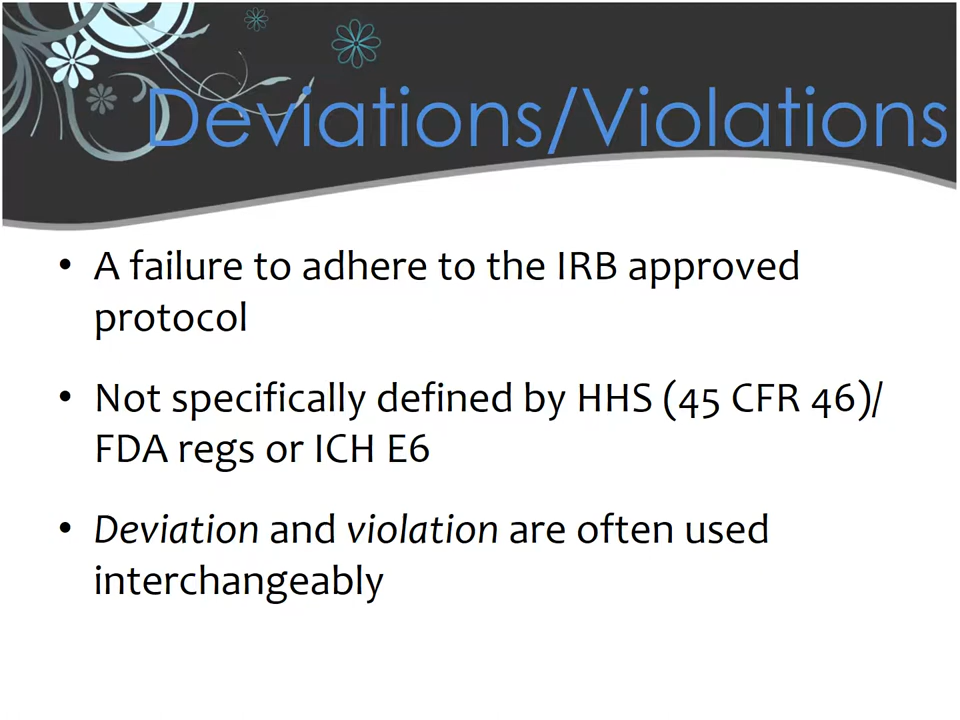 Deviations/Violations
• A failure to adhere to the IRB approved
protocol
• Not specifically defined by HHS (45 CFR 46)/
FDA regs or ICH E6
• Deviation and violation are often used
interchangeably